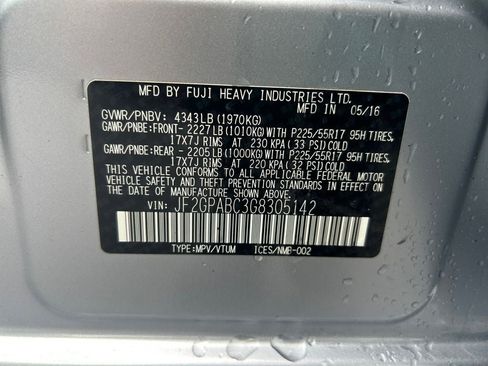 MFD BY FUJI HEAVY INDUSTRIES LTD.
MFD IN 05/16
GVWR/PNBV: 4343LB (1970KG)
GAWR/PNBE:FRONT- 2227LB (1010KG) WITH P225/55R17 95H TIRES,
17X7J RIMS AT 230 KPA ( 33 PSI) COLD
GAWR/PNBE:REAR - 2205LB (1000KG) WITH P225/55R17 95H TIRES,
17X7J RIMS AT 220 KPA ( 32 PSI) COLD
THIS VEHICLE CONFORMS TO ALL APPLICABLE U.S. FEDERAL MOTOR VEHICLE
SAFETY AND THEFT PREVENTION STANDARDS IN EFFECT ON THE DATE
OF MANUFACTURE SHOWN ABOVE.
VIN: JF2GPABC3G8305142
TYPE:MPV/VTUM ICES/NMB-002